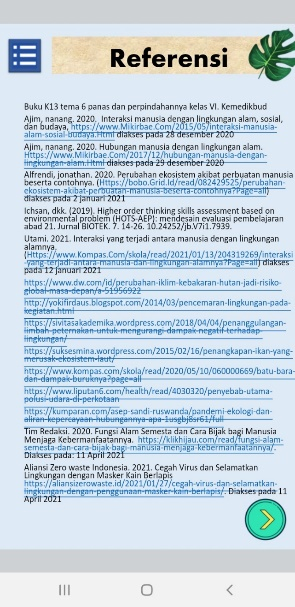 Referensi
Buku K13 tema 6 panas dan perpindahannya kelas VI. Kemedikbud
Ajim, nanang. 2020. Interaksi manusia dengan lingkungan alam, sosial,
dan budaya, https://www.Mikirbae.Com/2015/05/interaksi-manusia-
alam-sosial-budaya.Html diakses pada 28 desember 2020
Ajim, nanang. 2020. Hubungan manusia dengan lingkungan alam.
Https://www.Mikirbae.Com/2017/12/hubungan-manusia-dengan-
lingkungan-alam.Html diakses pada 29 desember 2020
Alfrendi, jonathan. 2020. Perubahan ekosistem akibat perbuatan manusia
beserta contohnya. (Https://bobo.Grid.Id/read/082429525/perubahan-
ekosistem-akibat-perbuatan-manusia-beserta-contohnya?Page=all)
diakses pada 2 januari 2021
Ichsan, dkk. (2019). Higher order thinking skills assessment based on
environmental problem (HOTS-AEP): mendesain evaluasi pembelajaran
abad 21. Jurnal BIOTEK. 7. 14-26. 10.24252/jb.V7i1.7939.
Utami. 2021. Interaksi yang terjadi antara manusia dengan lingkungan
alamnya.
(Https://www.Kompas.Com/skola/read/2021/01/13/204319269/interaksi
-yang-terjadi-antara-manusia-dan-lingkungan-alamnya?Page=all) diakses
pada 12 januari 2021
https://www.dw.com/id/perubahan-iklim-kebakaran-hutan-jadi-risiko-
global-masa-depan/a-51956922
http://yokifirdaus.blogspot.com/2014/03/pencemaran-lingkungan-pada-
kegiatan.html
https://sivitasakademika.wordpress.com/2018/04/04/penanggulangan-
limbah-peternakan-untuk-mengurangi-dampak-negatif-terhadap-
lingkungan/
https://suksesmina.wordpress.com/2015/02/16/penangkapan-ikan-yang-
merusak-ekosistem-laut/
https://www.kompas.com/skola/read/2020/05/10/060000669/batu-bara-
dan-dampak-buruknya?page=all
https://www.liputan6.com/health/read/4030320/penyebab-utama-
polusi-udara-di-perkotaan
https://kumparan.com/asep-sandi-ruswanda/pandemi-ekologi-dan-
aliran-kepercayaan-hubungannya-apa-1usgbj8sr61/full
Tim Redaksi. 2020. Fungsi Alam Semesta dan Cara Bijak bagi Manusia
Menjaga Kebermanfaatannya. https://klikhijau.com/read/fungsi-alam-
semesta-dan-cara-bijak-bagi-manusia-menjaga-kebermanfaatannya/.
Diakses pada: 11 April 2021
Aliansi Zero waste Indonesia. 2021. Cegah Virus dan Selamatkan
Lingkungan dengan Masker Kain Berlapis
https://aliansizerowaste.id/2021/01/27/cegah-virus-dan-selamatkan-
lingkungan-dengan-penggunaan-masker-kain-berlapis/. Diakses pada 11
April 2021